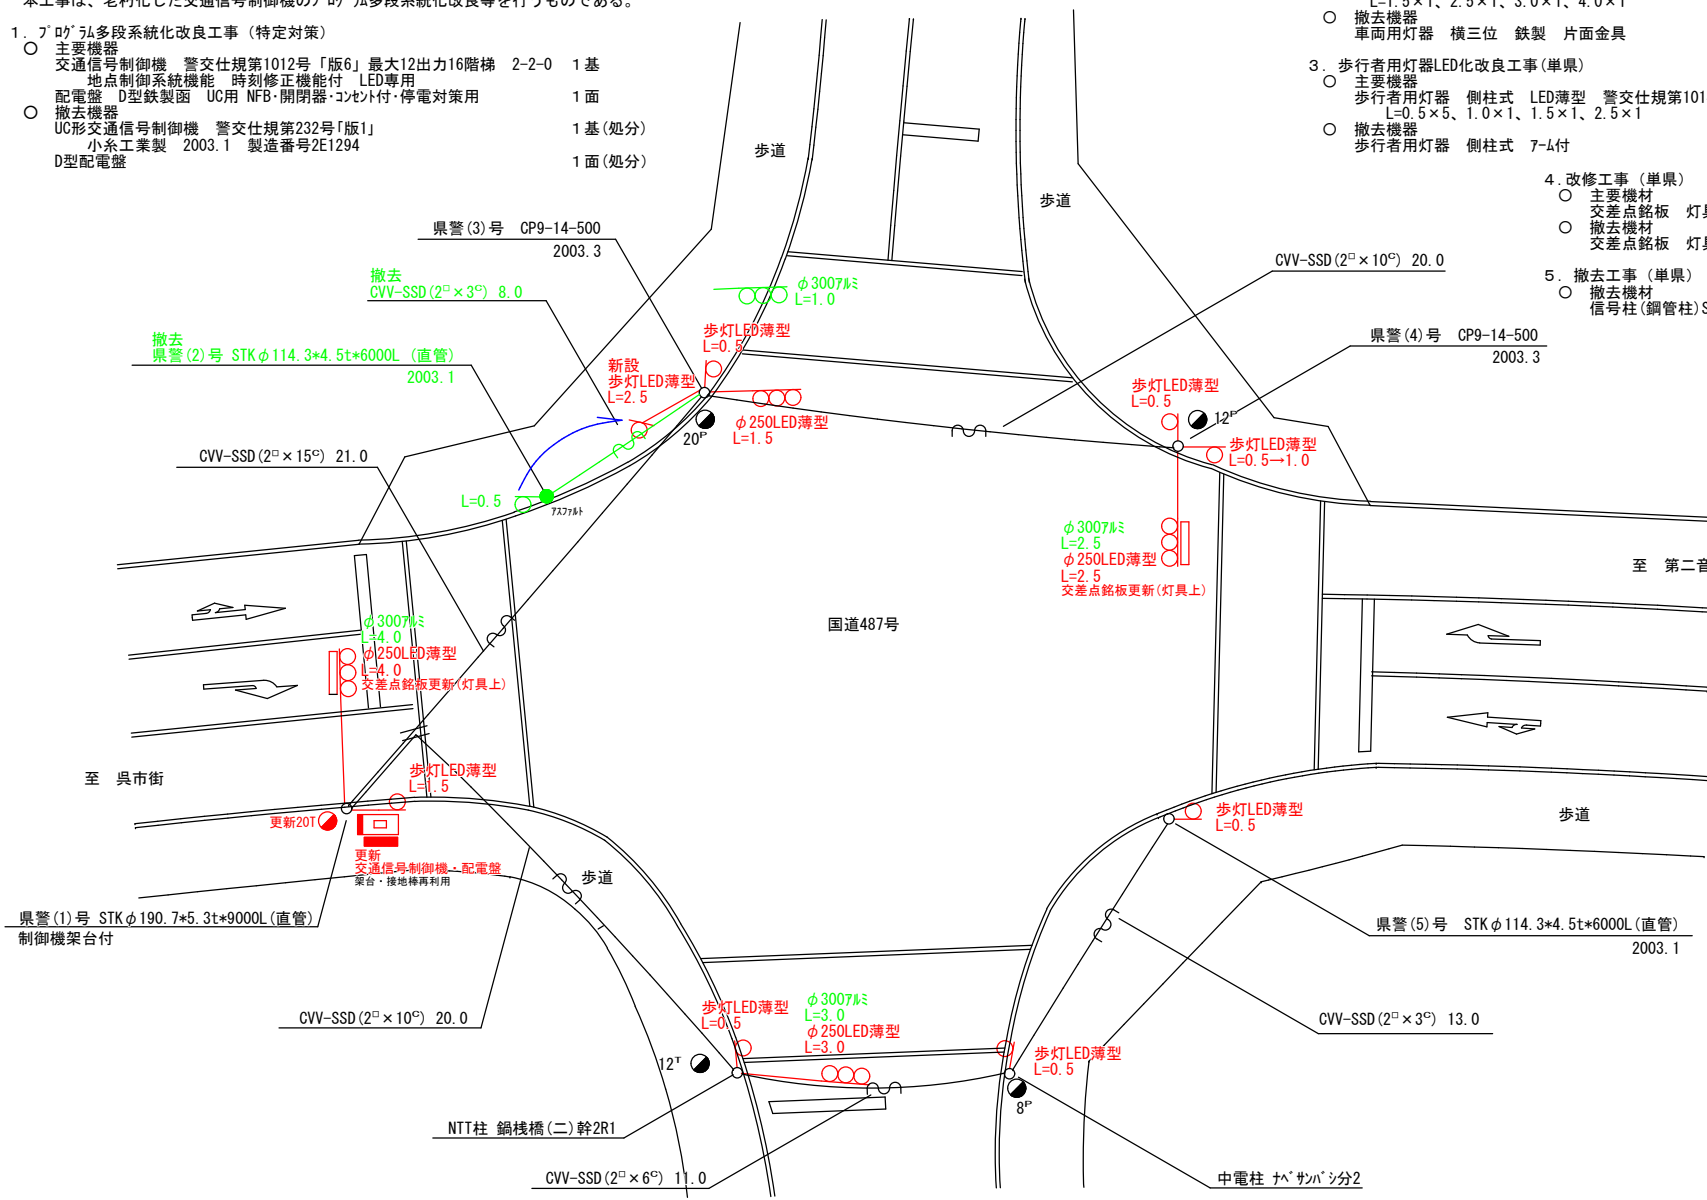 本工事は、老朽化した交通信号制御機のﾌﾟﾛｸﾞﾗﾑ多段系統化改良等を行うものである。
1. ﾌﾟﾛｸﾞﾗﾑ多段系統化改良工事（特定対策）
○ 主要機器
交通信号制御機 警交仕規第1012号「版6」最大12出力16階梯 2-2-0 1基
地点制御系統機能 時刻修正機能付 LED専用
配電盤 D型鉄製函 UC用 NFB･開閉器･ｺﾝｾﾝﾄ付･停電対策用 1面
○ 撤去機器
UC形交通信号制御機 警交仕規第232号｢版1｣ 1基(処分)
小糸工業製 2003.1 製造番号2E1294
D型配電盤 1面(処分)
L=1.5×1、2.5×1、3.0×1、4.0×1
○ 撤去機器
車両用灯器 横三位 鉄製 片面金具
3. 歩行者用灯器LED化改良工事(単県)
○ 主要機器
歩行者用灯器 側柱式 LED薄型 警交仕規第101
L=0.5×5、1.0×1、1.5×1、2.5×1
○ 撤去機器
歩行者用灯器 側柱式 ｱｰﾑ付
4. 改修工事（単県）
○ 主要機材
交差点銘板 灯具
○ 撤去機材
交差点銘板 灯具
5. 撤去工事（単県）
○ 撤去機材
信号柱(鋼管柱)S
歩道
歩道
県警(3)号 CP9-14-500
2003.3
撤去
CVV-SSD(2□×3C) 8.0
撤去
県警(2)号 STKφ114.3*4.5t*6000L (直管)
2003.1
φ300ｱﾙﾐ
L=1.0
歩灯LED薄型
L=0.5
新設
歩灯LED薄型
L=2.5
φ250LED薄型
L=1.5
20P
CVV-SSD(2□×10C) 20.0
県警(4)号 CP9-14-500
2003.3
歩灯LED薄型
L=0.5
12P
歩灯LED薄型
L=0.5→1.0
CVV-SSD(2□×15C) 21.0
L=0.5
ｱｽﾌｧﾙﾄ
φ300ｱﾙﾐ
L=2.5
φ250LED薄型
L=2.5
交差点銘板更新(灯具上)
至 第二音
国道487号
φ300ｱﾙﾐ
L=4.0
φ250LED薄型
L=4.0
交差点銘板更新(灯具上)
至 呉市街
歩灯LED薄型
L=1.5
更新20T
更新
交通信号制御機・配電盤
架台・接地棒再利用
歩道
歩灯LED薄型
L=0.5
歩道
県警(1)号 STKφ190.7*5.3t*9000L(直管)
制御機架台付
県警(5)号 STKφ114.3*4.5t*6000L(直管)
2003.1
CVV-SSD(2□×10C) 20.0
歩灯LED薄型
L=0.5
φ300ｱﾙﾐ
L=3.0
φ250LED薄型
L=3.0
CVV-SSD(2□×3C) 13.0
歩灯LED薄型
L=0.5
12T
8P
NTT柱 鍋桟橋(二)幹2R1
CVV-SSD(2□×6C) 11.0
中電柱 ﾅﾍﾞｻﾝﾊﾞｼ分2